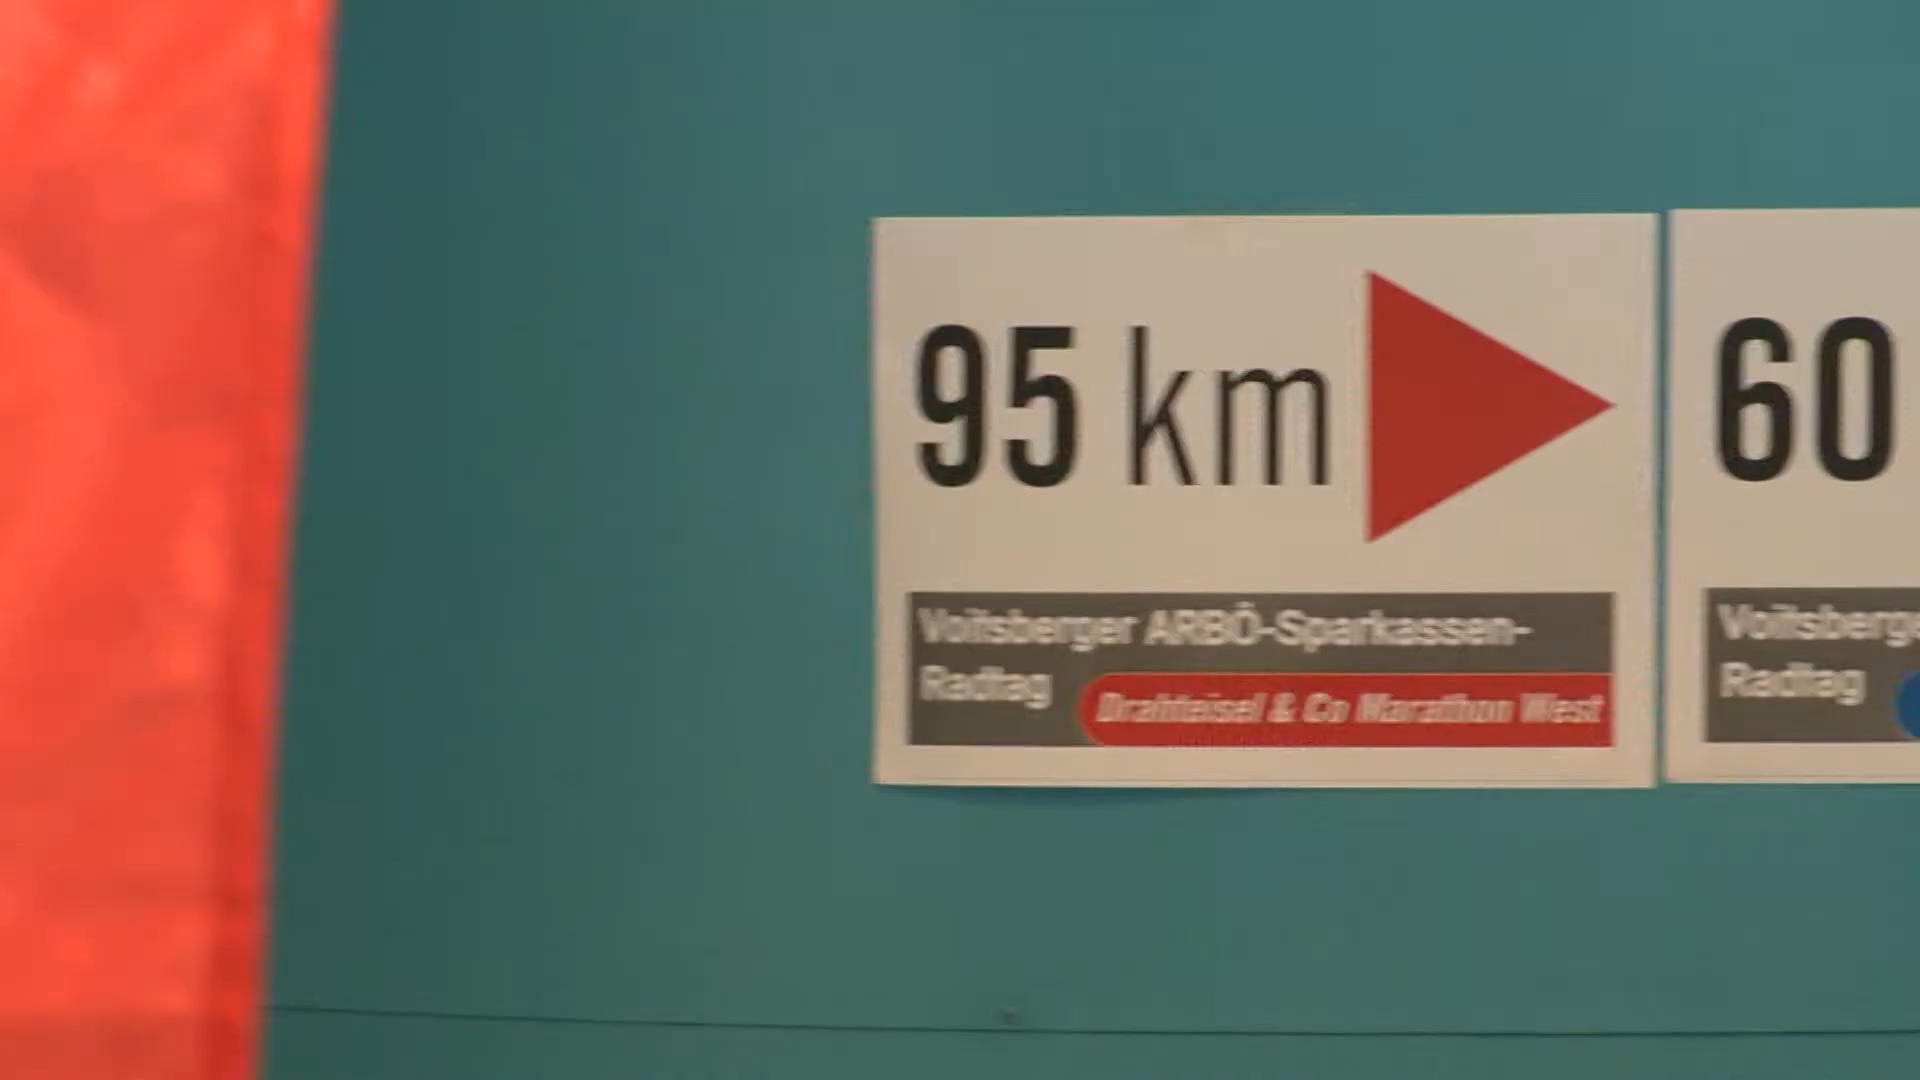 95 km
Voitsberger ARBÖ-Sparkassen-
Radtag
Drahteisel & Co Marathon West
60
Voitsberge
Radtag